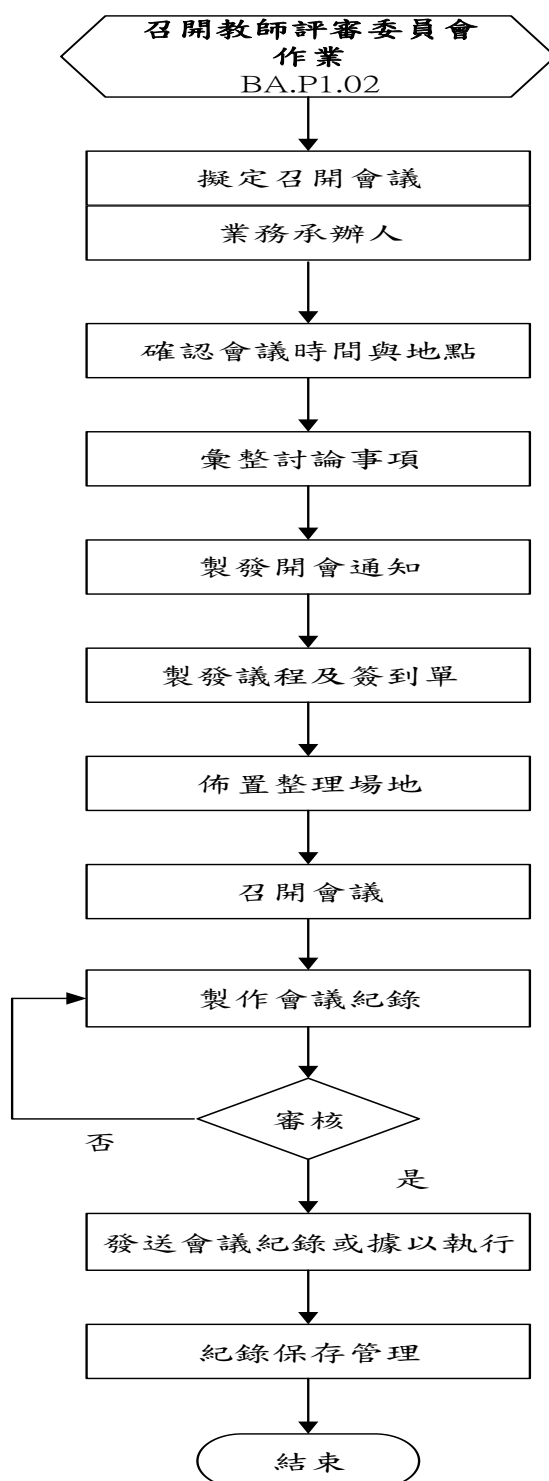 召開教師評審委員會
作業
BA.P1.02
擬定召開會議
業務承辦人
確認會議時間與地點
彙整討論事項
製發開會通知
製發議程及簽到單
佈置整理場地
召開會議
製作會議紀錄
審核
否
是
發送會議紀錄或據以執行
紀錄保存管理
結束